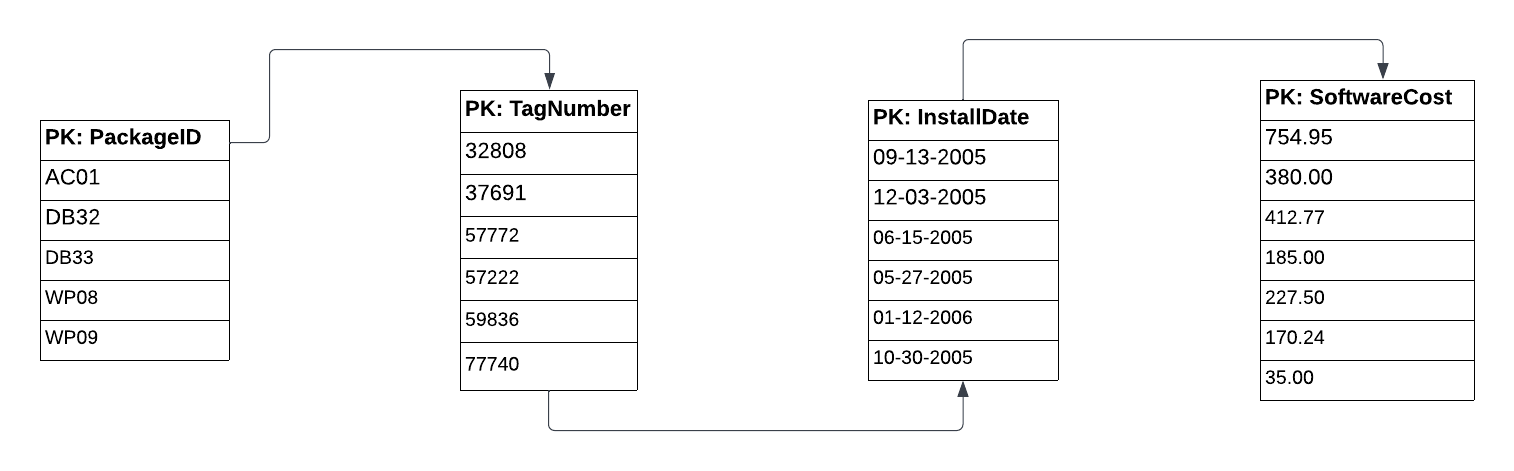 PK: PackageID
AC01
DB32
DB33
WP08
WP09
PK: TagNumber
32808
37691
57772
57222
59836
77740
PK: InstallDate
09-13-2005
12-03-2005
06-15-2005
05-27-2005
01-12-2006
10-30-2005
PK: SoftwareCost
754.95
380.00
412.77
185.00
227.50
170.24
35.00